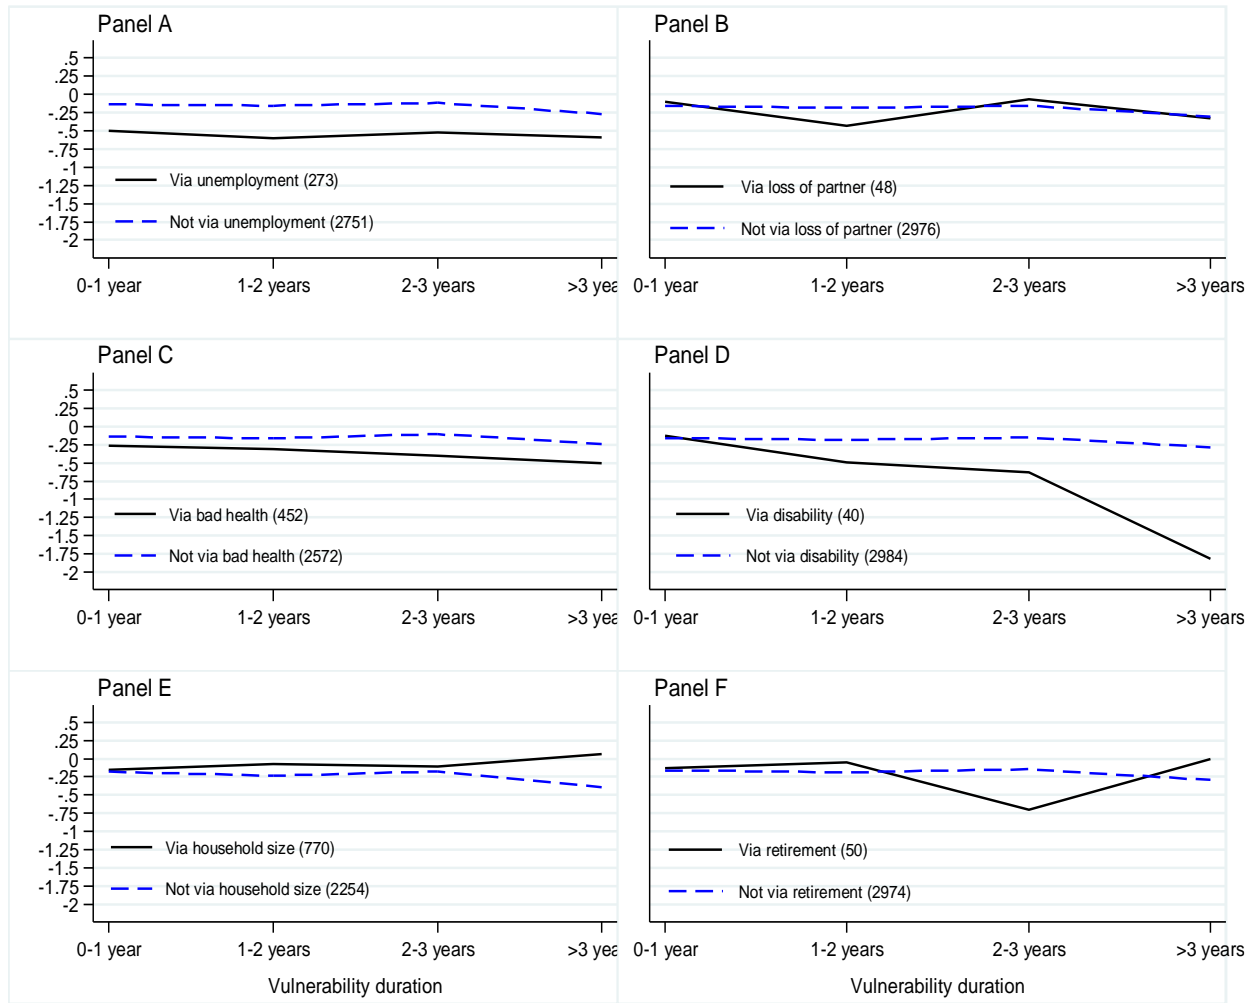 Panel A
.5
.25
0
-.25
-.5
-.75
-1
-1.25
-1.5
-1.75
-2
Via unemployment (273)
Not via unemployment (2751)
0-1 year
1-2 years
2-3 years
>3 yea
Panel B
Via loss of partner (48)
Not via loss of partner (2976)
0-1 year
1-2 years
2-3 years
>3 years
Panel C
.5
.25
0
-.25
-.5
-.75
-1
-1.25
-1.5
-1.75
-2
Via bad health (452)
Not via bad health (2572)
0-1 year
1-2 years
2-3 years
>3 yea
Panel D
Via disability (40)
Not via disability (2984)
0-1 year
1-2 years
2-3 years
>3 years
Panel E
.5
.25
0
-.25
-.5
-.75
-1
-1.25
-1.5
-1.75
-2
Via household size (770)
Not via household size (2254)
0-1 year
1-2 years
2-3 years
>3 yea
Vulnerability duration
Panel F
Via retirement (50)
Not via retirement (2974)
0-1 year
1-2 years
2-3 years
>3 years
Vulnerability duration